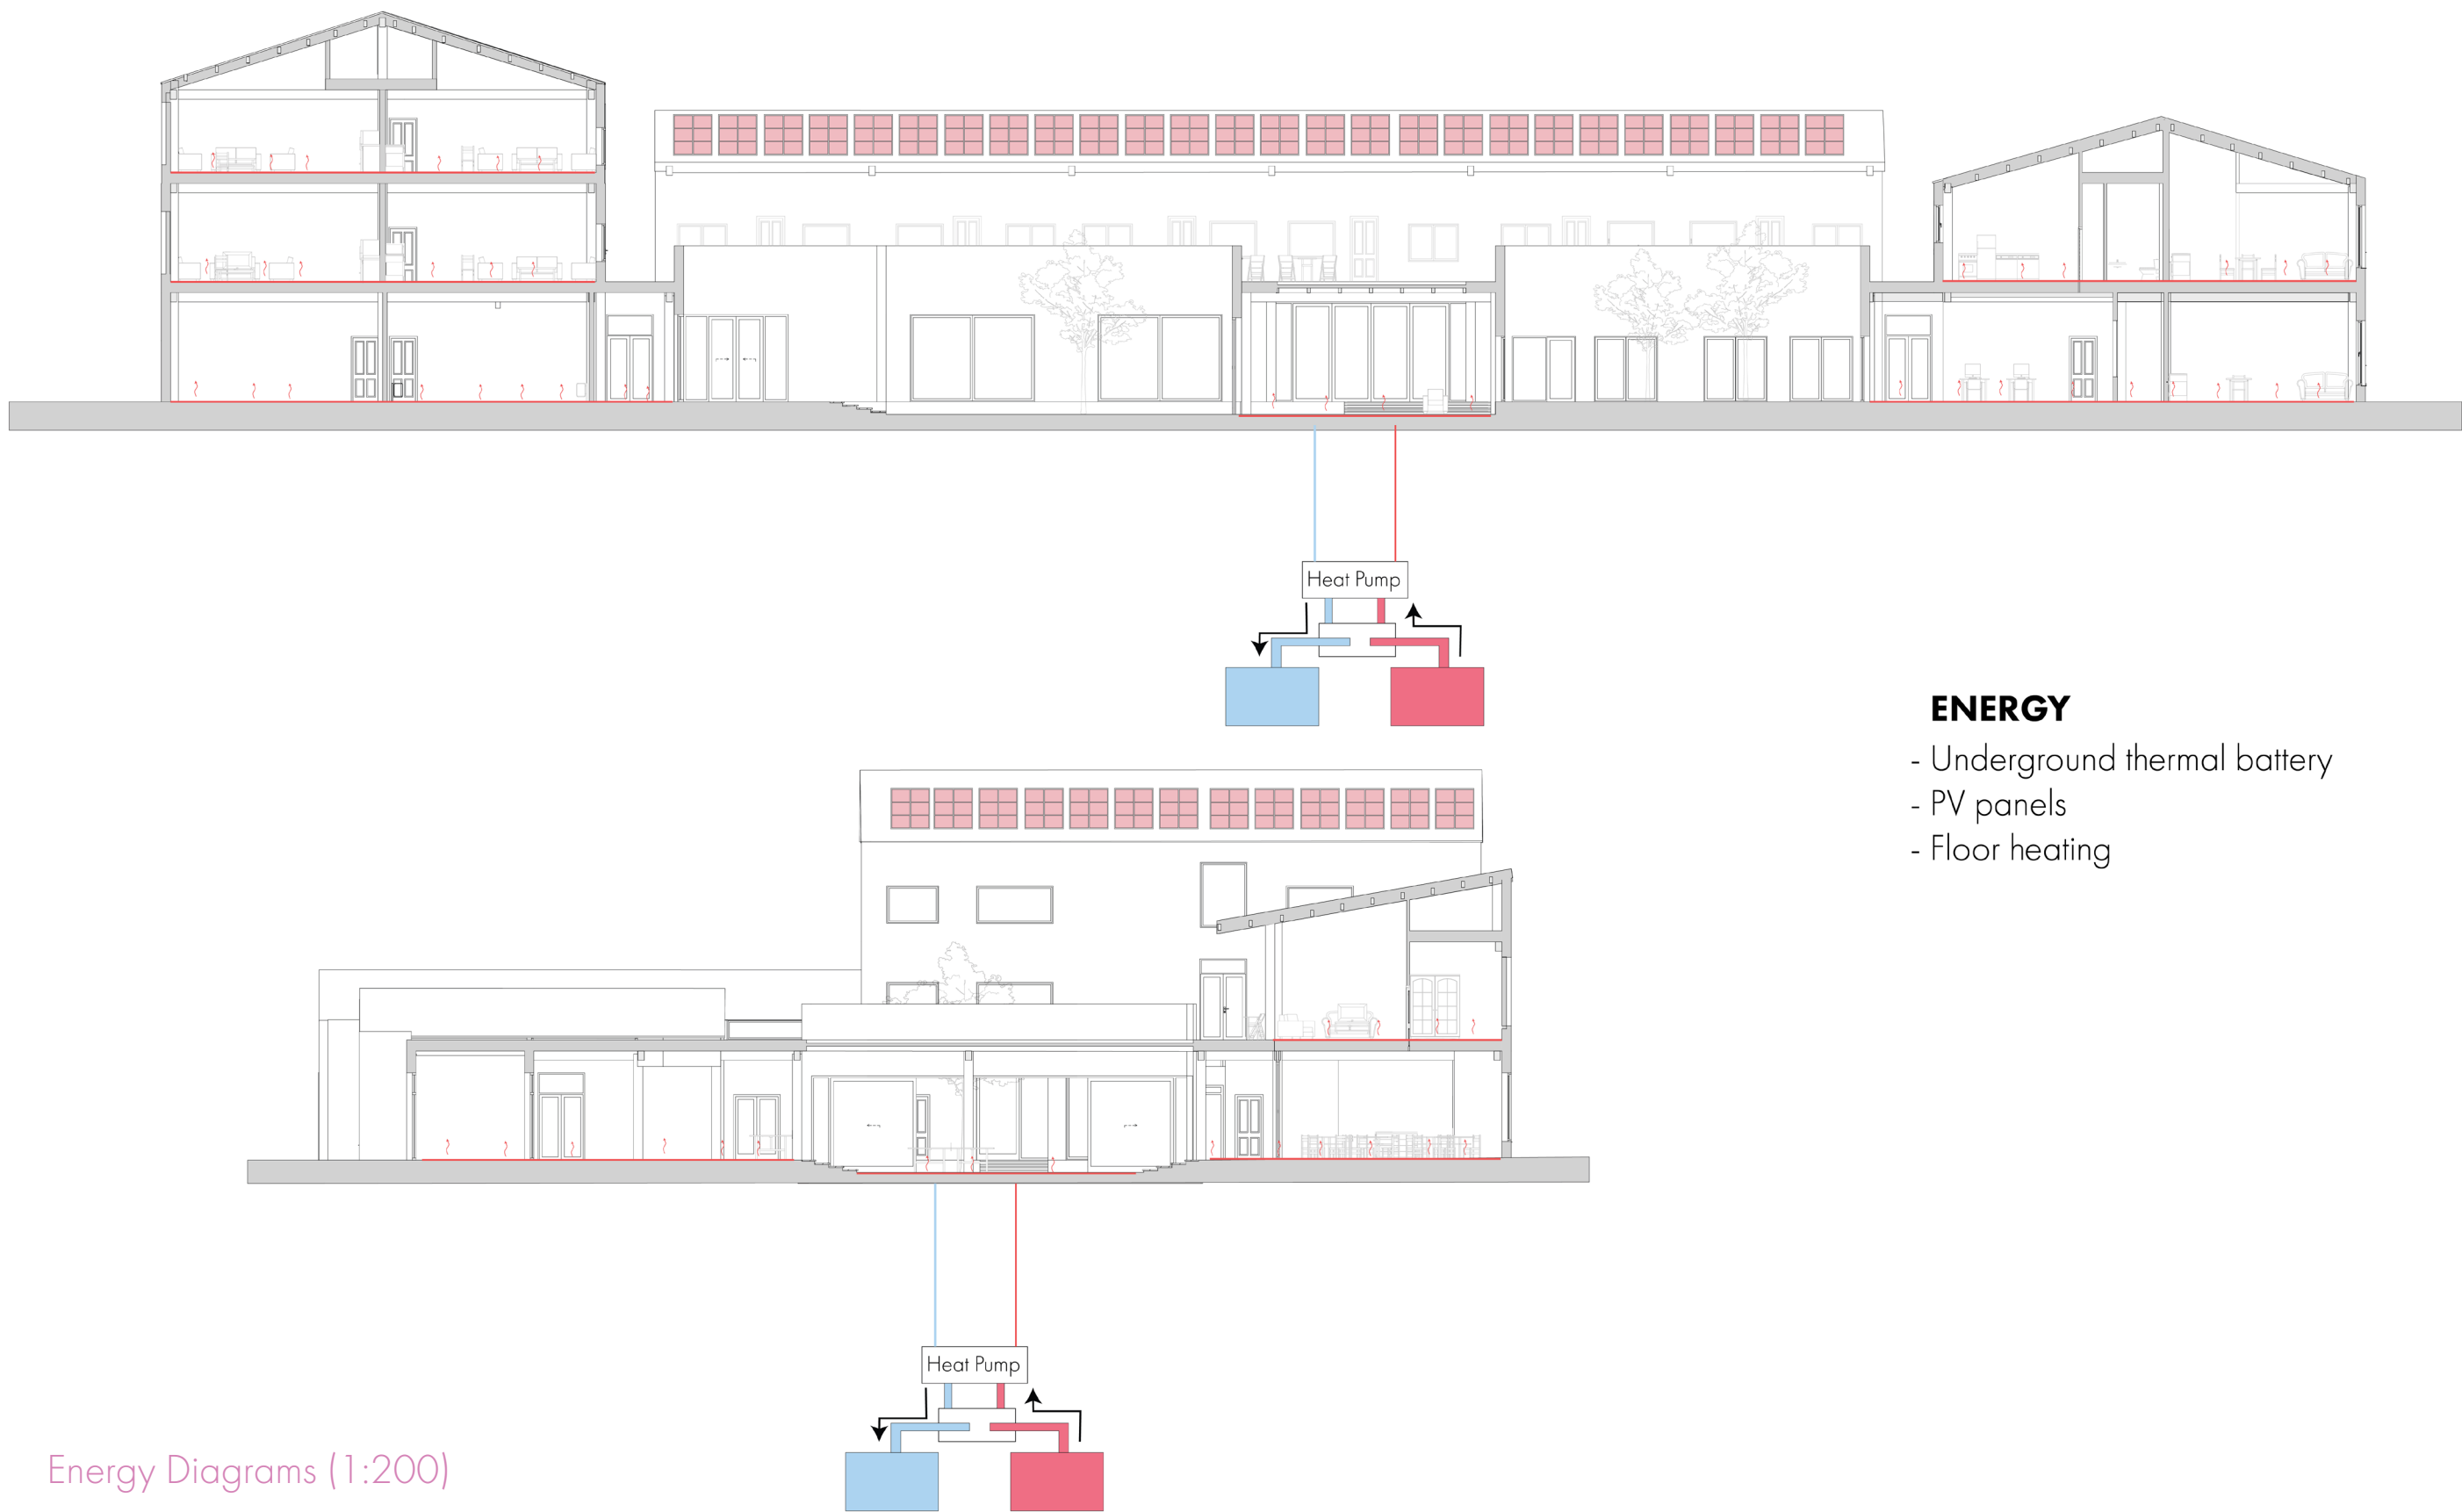 Heat Pump
ENERGY
- Underground thermal battery
- PV panels
- Floor heating
Heat Pump
Energy Diagrams (1:200)